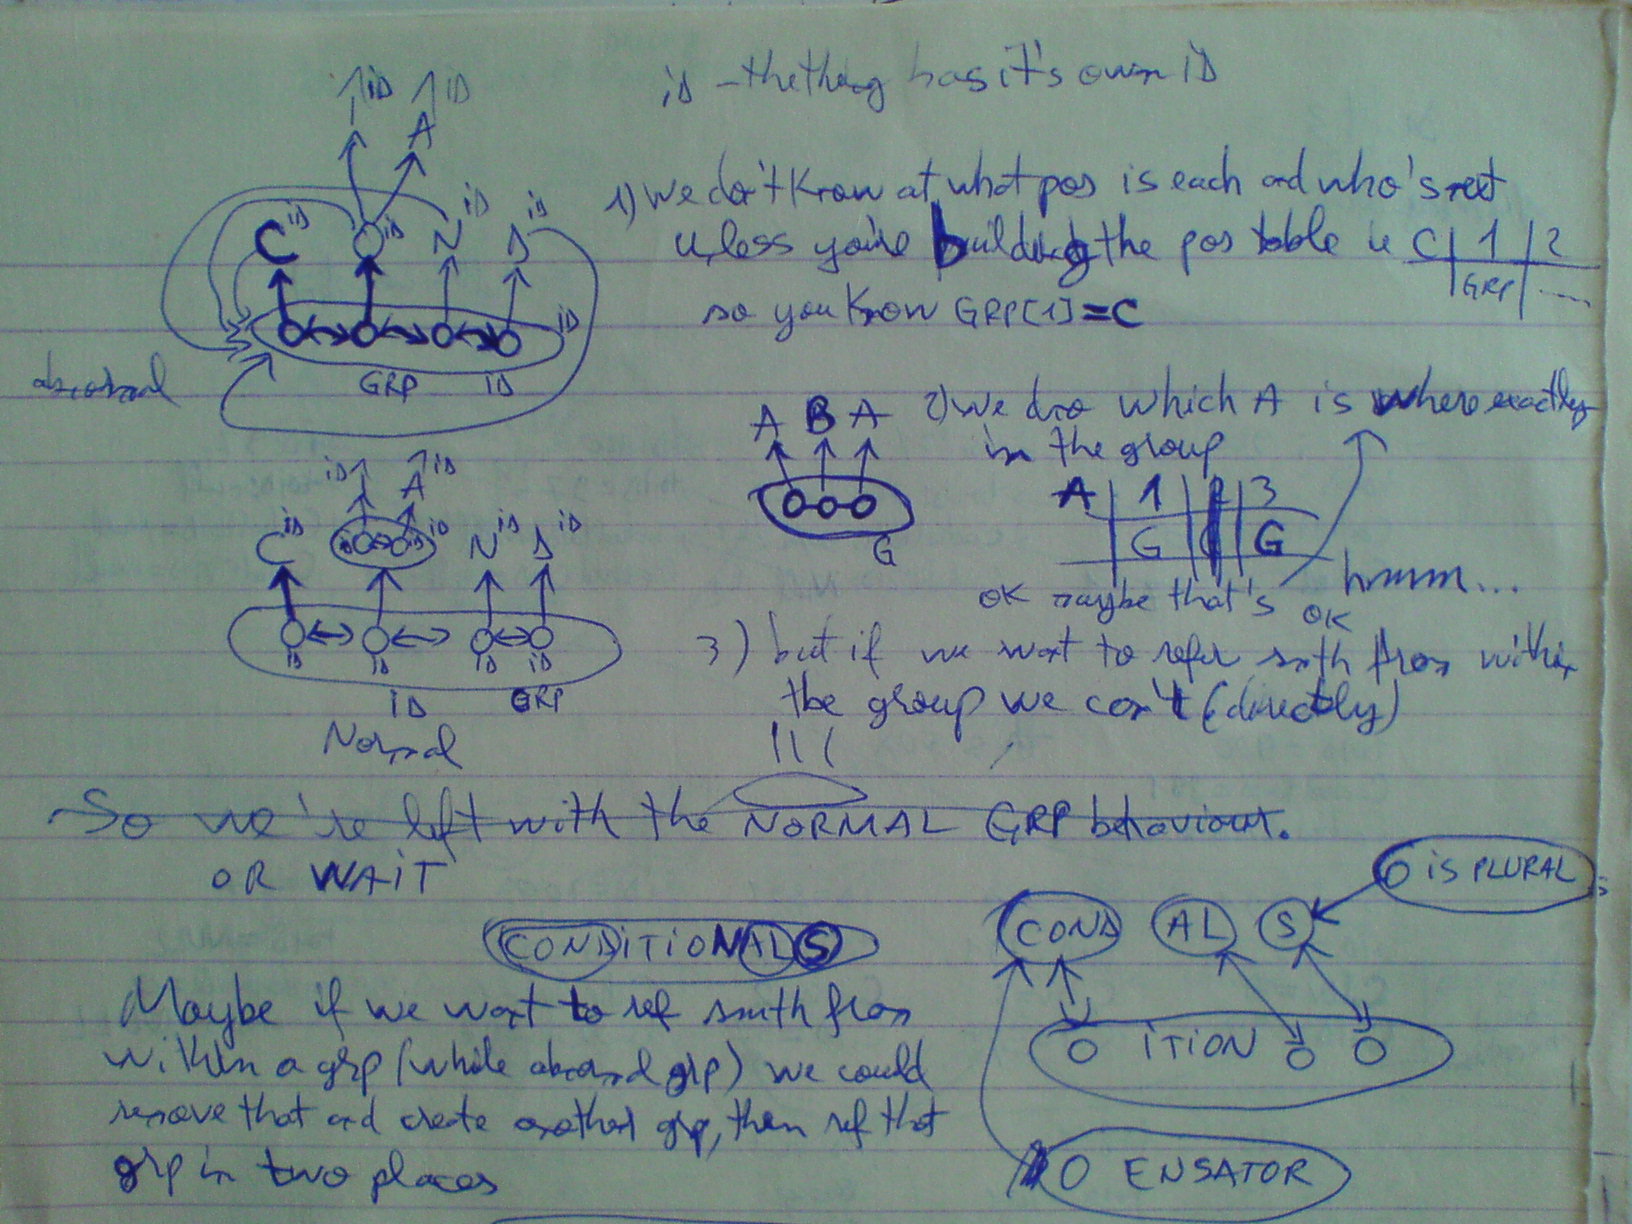 iD - the thing has it's own iD
iD iD
A
C iD O iD N iD D iD
1) We don't know at what pos is each and who's next
unless you're building the pos table ie C | 1 | 2
GRP | .....
so you know GRP[1]=C
iD
abnormal
GRP iD
A B A
2) We dno which A is where exactly
in the group
G
A | 1 | 2 | 3
G | | G
OK maybe that's OK
hmmm...
iD iD
A
C iD iD N iD D iD
iD iD iD iD
iD GRP
Normal
3) but if we want to refer smth from within
the group we can't (directly)
So we're left with the NORMAL GRP behaviour.
OR WAIT
CONDITIONALS
Maybe if we want to ref smth from
within a grp (while abnormal grp) we could
remove that and create another grp, then ref that
grp in two places
O is PLURAL
COND AL S
O ITION O O
O ENSATOR